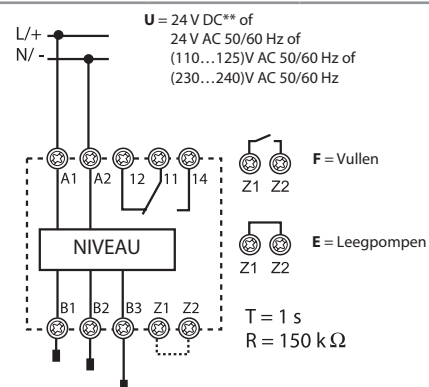 U = 24 V DC** of
24 V AC 50/60 Hz of
(110...125)V AC 50/60 Hz of
(230...240)V AC 50/60 Hz
L/+
N/ -
A1 A2 12 11 14
Z1 Z2
F = Vullen
NIVEAU
Z1 Z2
E = Leegpompen
B1 B2 B3 Z1 Z2
T = 1 s
R = 150 k Ω